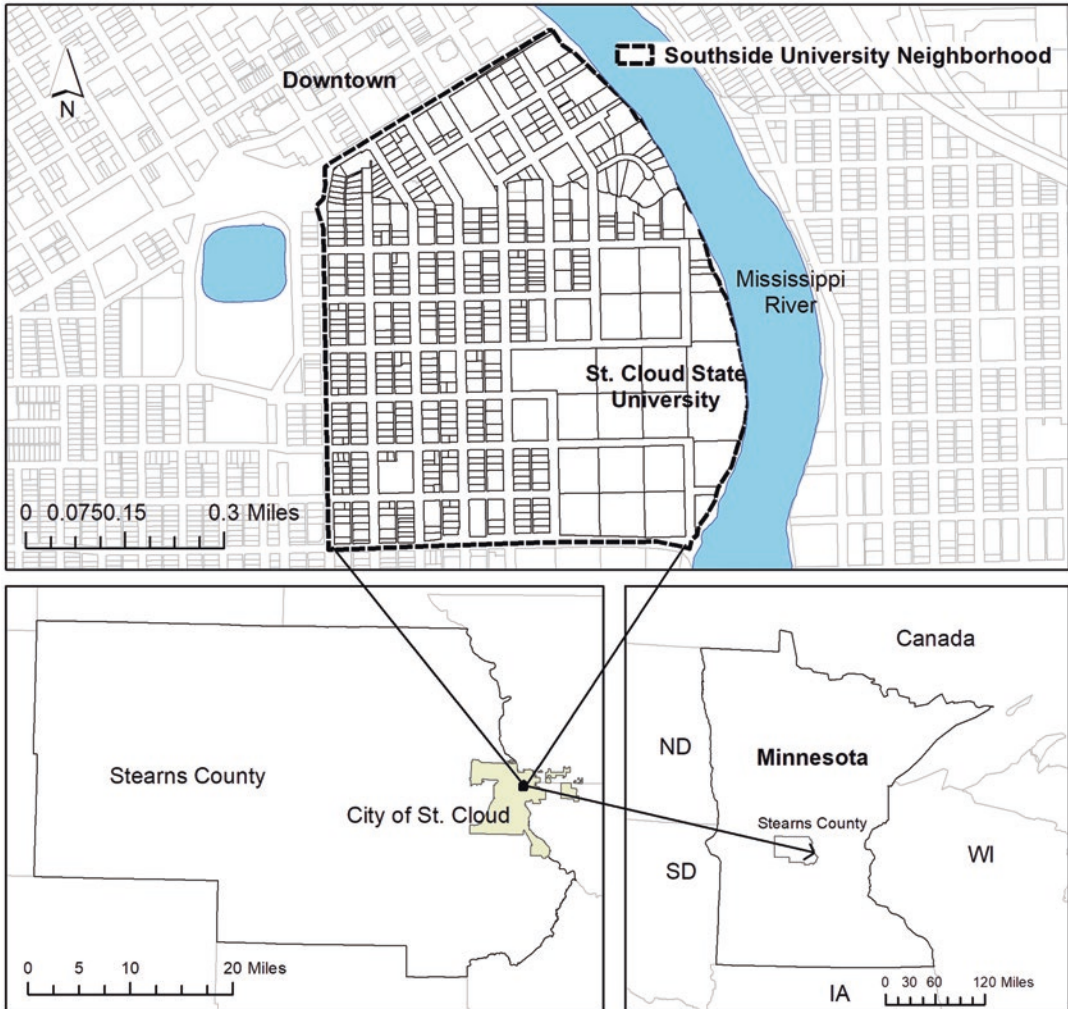 Southside University Neighborhood
Downtown
N
Mississippi
River
St. Cloud State
University
0 0.0750.15 0.3 Miles
Stearns County
City of St. Cloud
0 5 10 20 Miles
Canada
ND
Minnesota
Stearns County
SD
WI
IA
0 30 60 120 Miles